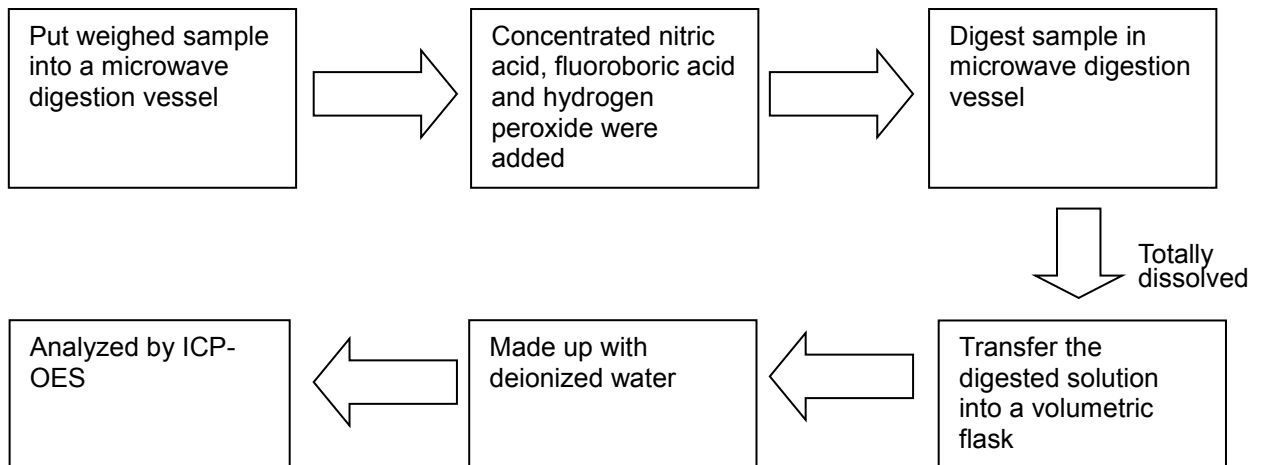 Put weighed sample
into a microwave
digestion vessel
Concentrated nitric
acid, fluoroboric acid
and hydrogen
peroxide were
added
Digest sample in
microwave digestion
vessel
Totally
dissolved
Transfer the
digested solution
into a volumetric
flask
Made up with
deionized water
Analyzed by ICP-
OES